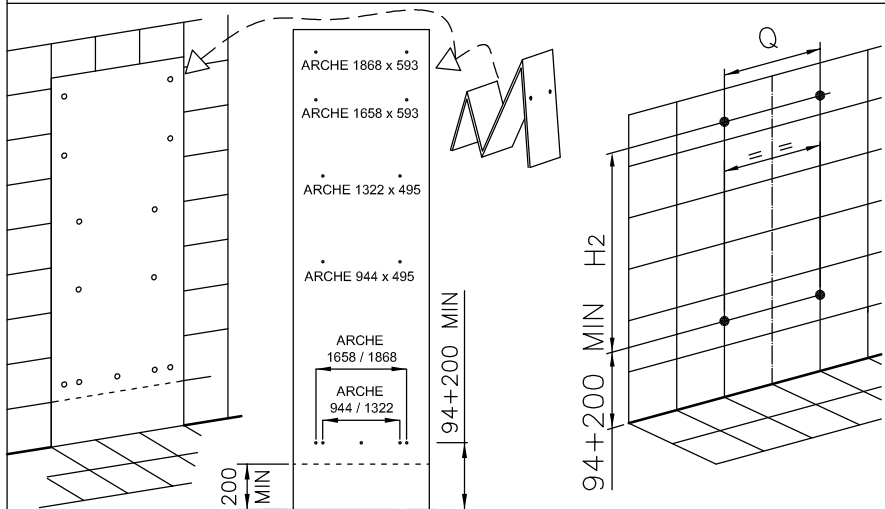 ARCHE 1868 x 593
ARCHE 1658 x 593
ARCHE 1322 x 495
ARCHE 944 x 495
ARCHE
1658 / 1868
ARCHE
944 / 1322
94+200 MIN
200
MIN
Q
= =
H2
94+200 MIN